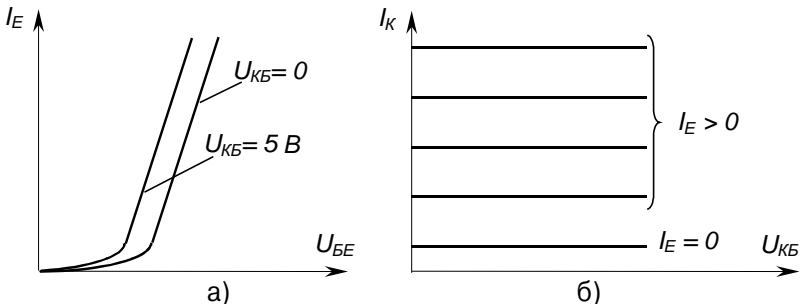 I_E
U_КБ = 0
U_КБ = 5 В
U_БЕ
а)
I_К
I_E > 0
I_E = 0
U_КБ
б)